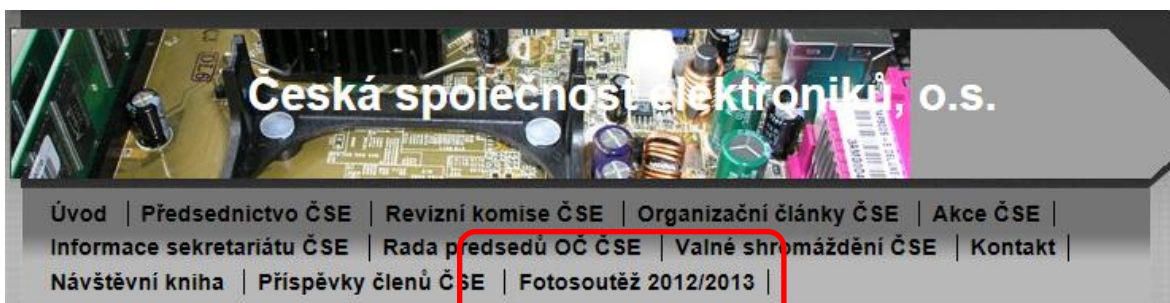 Česká společnost elektroniků, o.s.
Úvod | Předsednictvo ČSE | Revizní komise ČSE | Organizační články ČSE | Akce ČSE |
Informace sekretariátu ČSE | Rada předsedů OČ ČSE | Valné shromáždění ČSE | Kontakt |
Návštěvní kniha | Příspěvky členů ČSE | Fotosoutěž 2012/2013 |